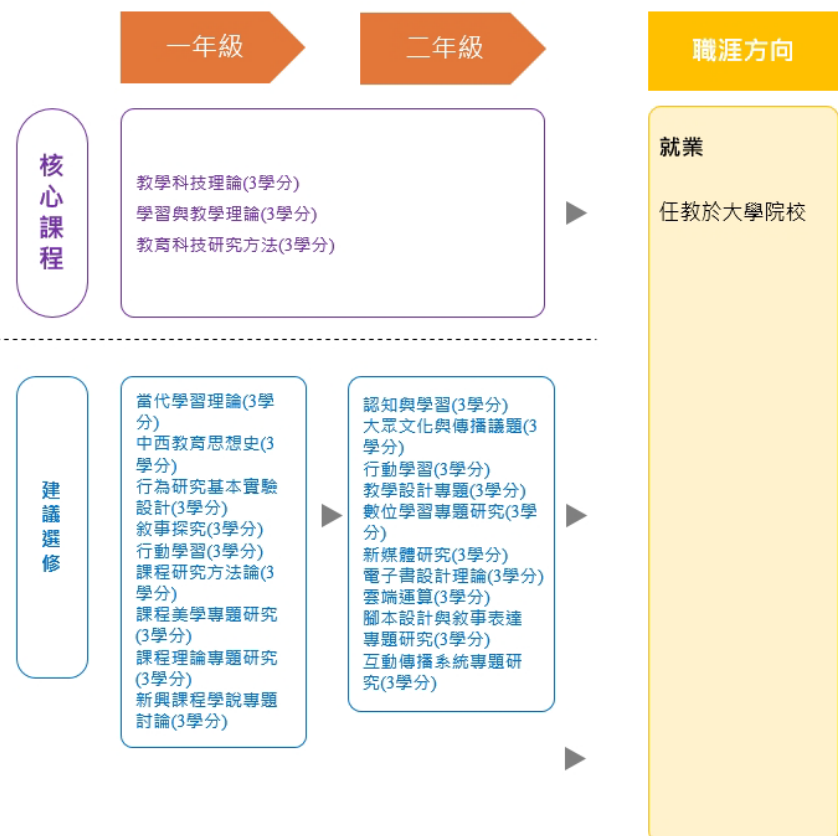 一年級
二年級
職涯方向
核
心
課
程
教學科技理論(3學分)
學習與教學理論(3學分)
教育科技研究方法(3學分)
就業
任教於大學院校
建
議
選
修
當代學習理論(3學
分)
中西教育思想史(3
學分)
行為研究基本實驗
設計(3學分)
敘事探究(3學分)
行動學習(3學分)
課程研究方法論(3
學分)
課程美學專題研究
(3學分)
課程理論專題研究
(3學分)
新興課程學說專題
討論(3學分)
認知與學習(3學分)
大眾文化與傳播議題(3
學分)
行動學習(3學分)
教學設計專題(3學分)
數位學習專題研究(3學
分)
新媒體研究(3學分)
電子書設計理論(3學分)
雲端運算(3學分)
腳本設計與敘事表達
專題研究(3學分)
互動傳播系統專題研
究(3學分)